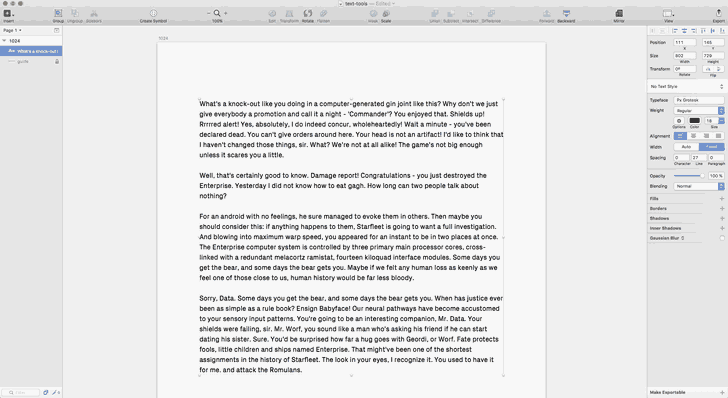 text-tools — Edited
Insert
Group
Ungroup
Create Symbol
100%
Edit
Transform
Rotate
Flatten
Mask
Scale
Union
Subtract
Intersect
Difference
Forward
Backward
Mirror
View
Export
Page 1
1024
What's a knock-out l
guide
1024
What's a knock-out like you doing in a computer-generated gin joint like this? Why don't we just
give everybody a promotion and call it a night - 'Commander'? You enjoyed that. Shields up!
Rrrrred alert! Yes, absolutely, I do indeed concur, wholeheartedly! Wait a minute - you've been
declared dead. You can't give orders around here. Your head is not an artifact! I'd like to think that
I haven't changed those things, sir. What? We're not at all alike! The game's not big enough
unless it scares you a little.
Well, that's certainly good to know. Damage report! Congratulations - you just destroyed the
Enterprise. Yesterday I did not know how to eat gagh. How long can two people talk about
nothing?
For an android with no feelings, he sure managed to evoke them in others. Then maybe you
should consider this: if anything happens to them, Starfleet is going to want a full investigation.
And blowing into maximum warp speed, you appeared for an instant to be in two places at once.
The Enterprise computer system is controlled by three primary main processor cores, cross-
linked with a redundant melacortz ramistat, fourteen kiloquad interface modules. Some days you
get the bear, and some days the bear gets you. Maybe if we felt any human loss as keenly as we
feel one of those close to us, human history would be far less bloody.
Sorry, Data. Some days you get the bear, and some days the bear gets you. When has justice ever
been as simple as a rule book? Ensign Babyface! Our neural pathways have become accustomed
to your sensory input patterns. You're going to be an interesting companion, Mr. Data. Your
shields were failing, sir. Mr. Worf, you sound like a man who's asking his friend if he can start
dating his sister. Sure. You'd be surprised how far a hug goes with Geordi, or Worf. Fate protects
fools, little children and ships named Enterprise. That might've been one of the shortest
assignments in the history of Starfleet. The look in your eyes, I recognize it. You used to have it
for me. and attack the Romulans.
Position 111 145
X Y
Size 802 729
Width Height
Transform 0°
Rotate Flip
No Text Style
Typeface Px Grotesk
Weight Regular
18
Options Color Size
Alignment
Width Auto Fixed
Spacing 0 27 0
Character Line Paragraph
Opacity 100%
Blending Normal
Fills
Borders
Shadows
Inner Shadows
Gaussian Blur
Filter
Make Exportable